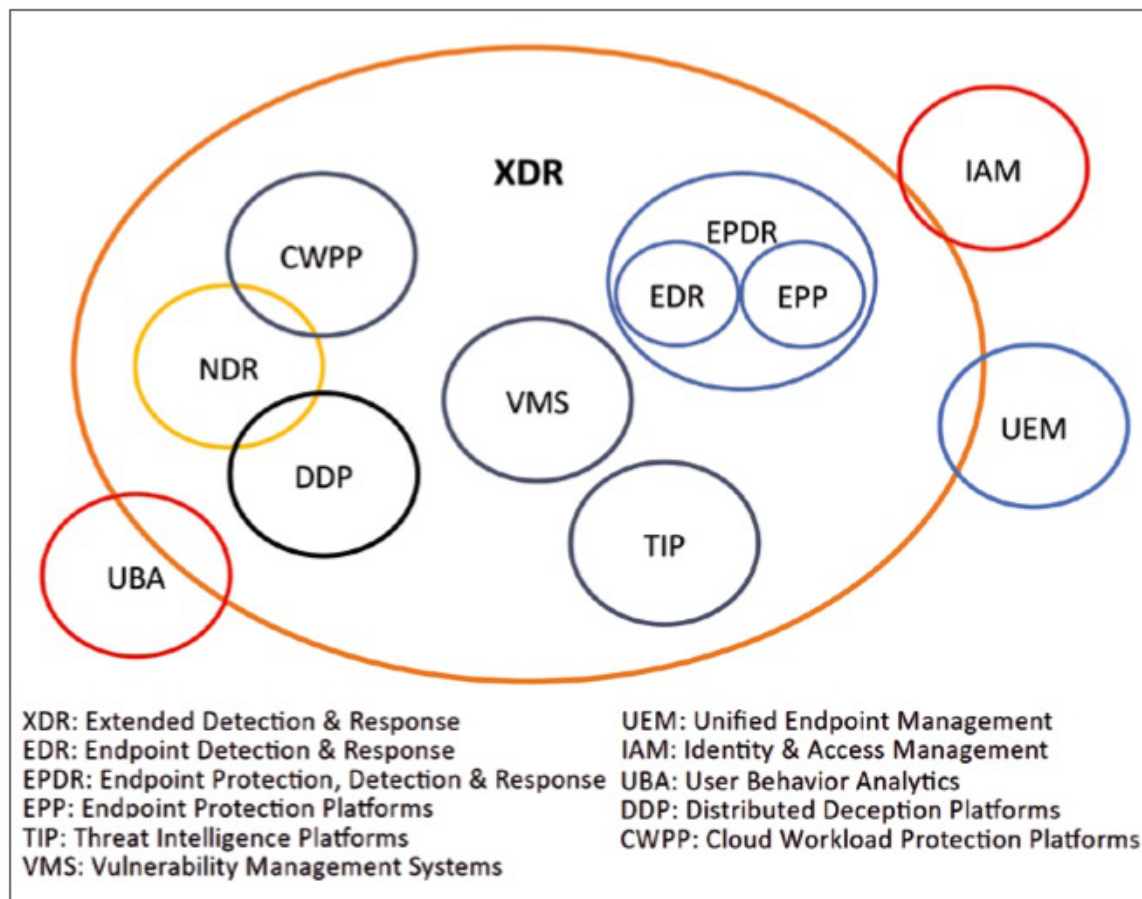 XDR
IAM
CWPP
EPDR
EDR
EPP
NDR
VMS
UEM
DDP
TIP
UBA
XDR: Extended Detection & Response
EDR: Endpoint Detection & Response
EPDR: Endpoint Protection, Detection & Response
EPP: Endpoint Protection Platforms
TIP: Threat Intelligence Platforms
VMS: Vulnerability Management Systems
UEM: Unified Endpoint Management
IAM: Identity & Access Management
UBA: User Behavior Analytics
DDP: Distributed Deception Platforms
CWPP: Cloud Workload Protection Platforms